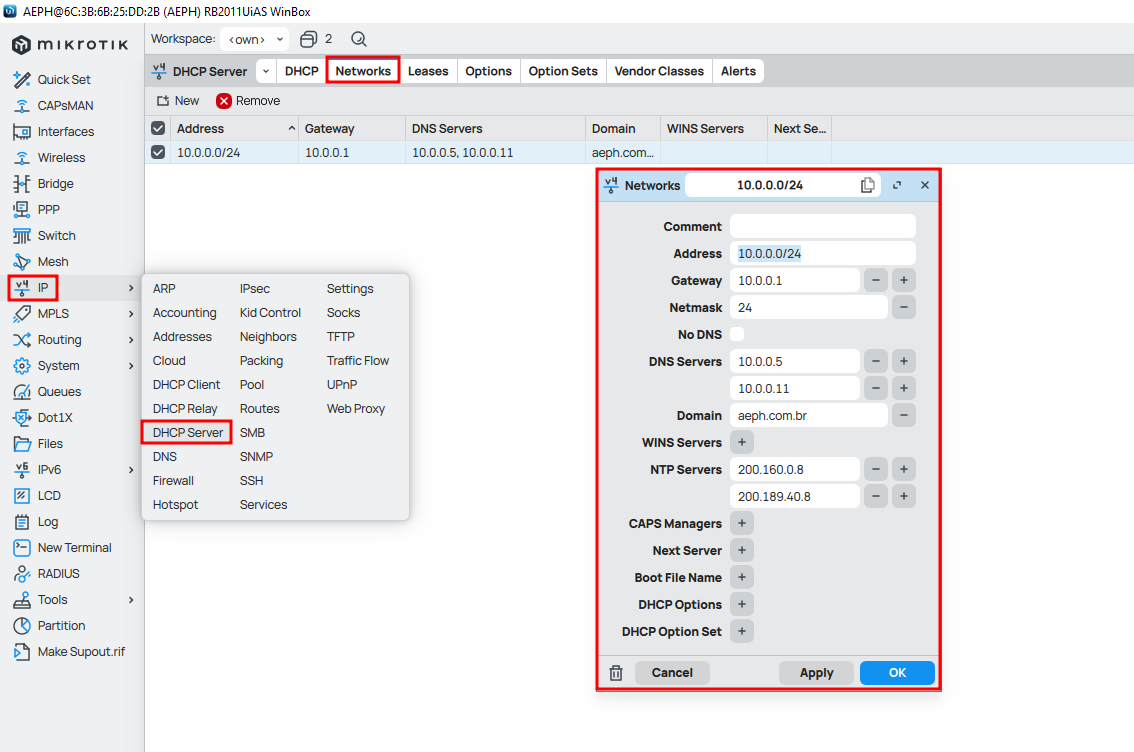 AEPH@6C:3B:6B:25:DD:2B (AEPH) RB2011UiAS WinBox
MIKROTIK
Workspace: <own> 2
DHCP Server DHCP Networks Leases Options Option Sets Vendor Classes Alerts
New Remove
Address Gateway DNS Servers Domain WINS Servers Next Se...
10.0.0.0/24 10.0.0.1 10.0.0.5, 10.0.0.11 aeph.com...
Quick Set
CAPsMAN
Interfaces
Wireless
Bridge
PPP
Switch
Mesh
IP
MPLS
Routing
System
Queues
Dot1X
Files
IPv6
LCD
Log
New Terminal
RADIUS
Tools
Partition
Make Supout.rif
ARP IPsec Settings
Accounting Kid Control Socks
Addresses Neighbors TFTP
Cloud Packing Traffic Flow
DHCP Client Pool UPnP
DHCP Relay Routes Web Proxy
DHCP Server SMB
DNS SNMP
Firewall SSH
Hotspot Services
Networks 10.0.0.0/24
Comment
Address 10.0.0.0/24
Gateway 10.0.0.1
Netmask 24
No DNS
DNS Servers 10.0.0.5
10.0.0.11
Domain aeph.com.br
WINS Servers
NTP Servers 200.160.0.8
200.189.40.8
CAPS Managers
Next Server
Boot File Name
DHCP Options
DHCP Option Set
Cancel Apply OK